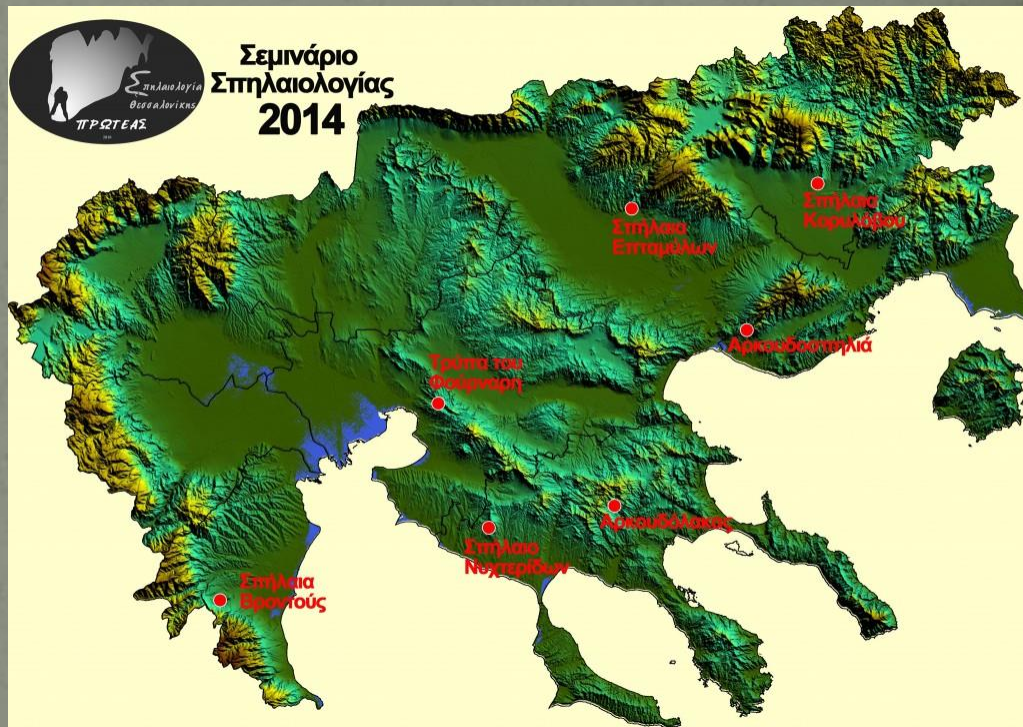 Σπηλαιολογία
Θεσσαλονίκης
ΠΡΩΤΕΑΣ
Σεμινάριο
Σπηλαιολογίας
2014
Σπήλαια
Επταμύλων
Σπήλαιο
Κορυλόβου
Αρκουδοσπηλιά
Τρύπα του
Φούρναρη
Αρκουδόλακας
Σπήλαιο
Νυχτερίδων
Σπήλαια
Βροντούς